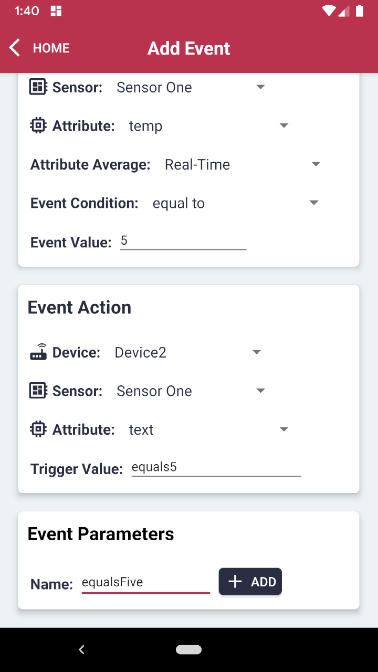 1:40
HOME
Add Event
Sensor: Sensor One
Attribute: temp
Attribute Average: Real-Time
Event Condition: equal to
Event Value: 5
Event Action
Device: Device2
Sensor: Sensor One
Attribute: text
Trigger Value: equals5
Event Parameters
Name: equalsFive + ADD